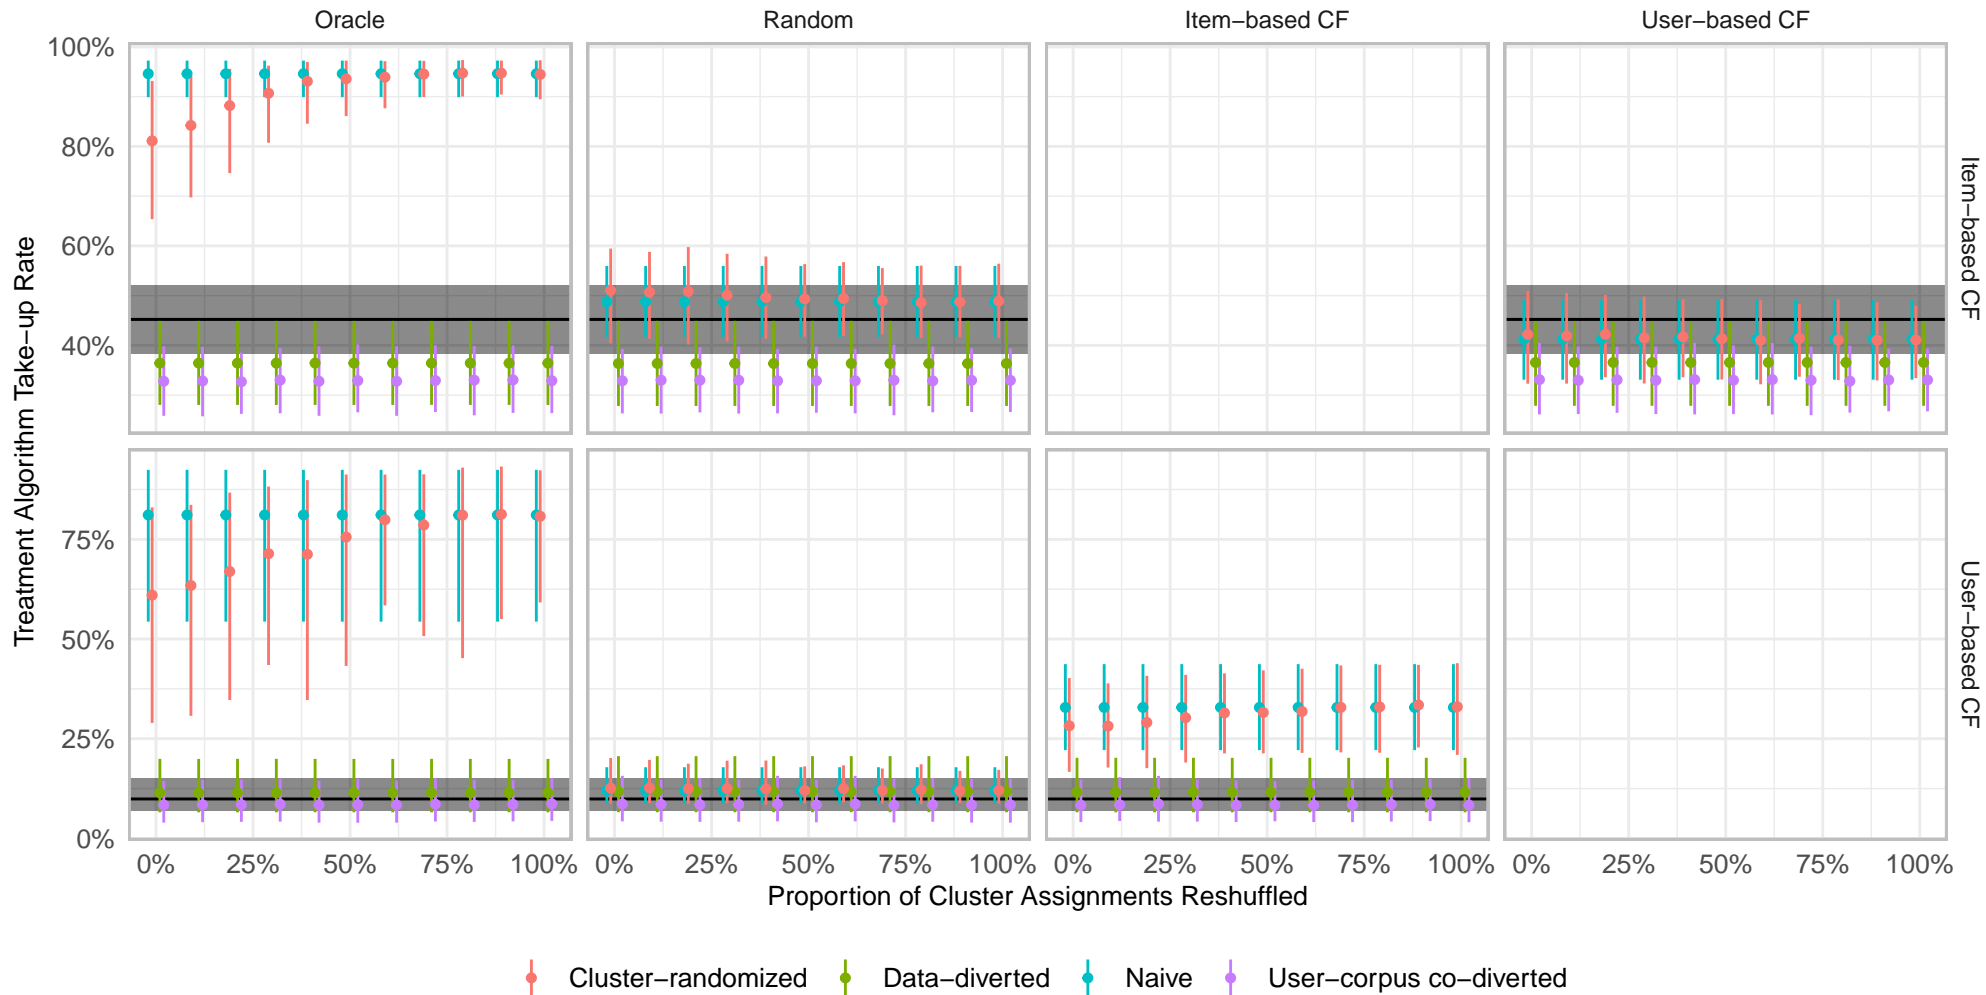 Oracle
Random
Item−based CF
User−based CF
100%
80%
60%
40%
Item−based CF
75%
50%
25%
0%
User−based CF
Treatment Algorithm Take−up Rate
0% 25% 50% 75% 100%
0% 25% 50% 75% 100%
0% 25% 50% 75% 100%
0% 25% 50% 75% 100%
Proportion of Cluster Assignments Reshuffled
Cluster−randomized
Data−diverted
Naive
User−corpus co−diverted